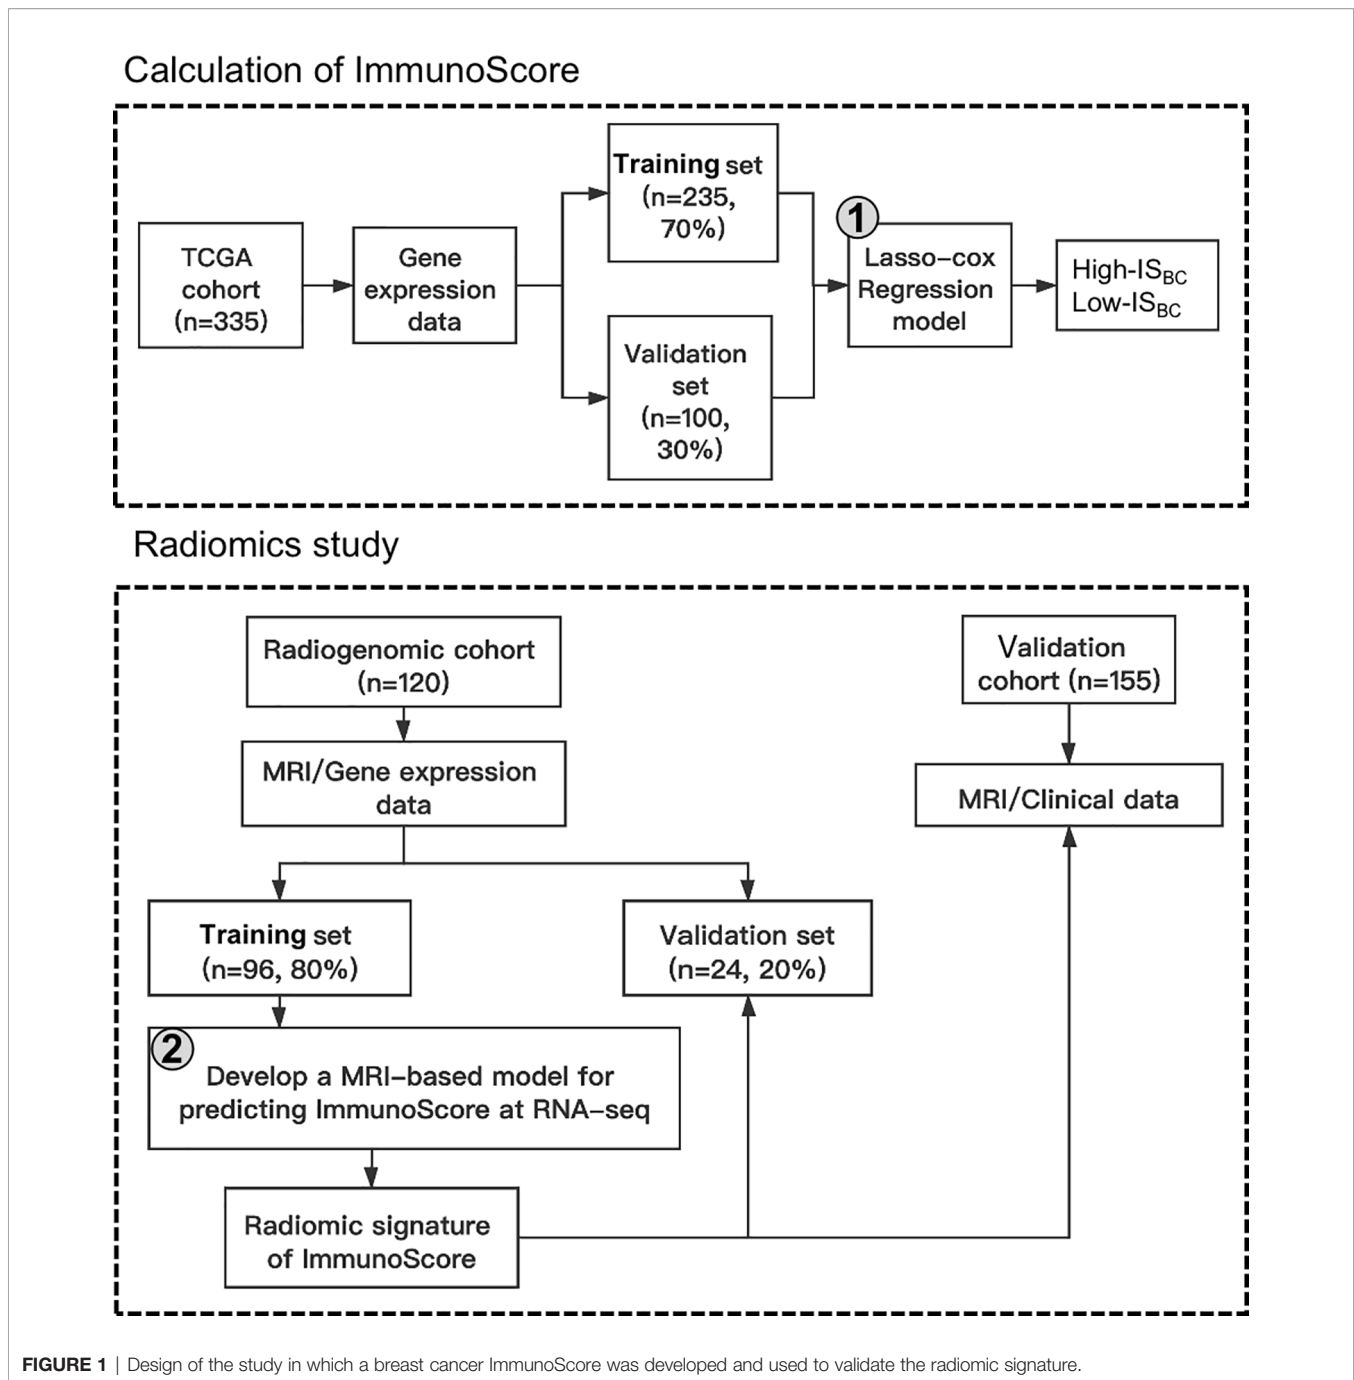 Calculation of ImmunoScore
TCGA
cohort
(n=335)
Gene
expression
data
Training set
(n=235,
70%)
Validation
set
(n=100,
30%)
1
Lasso–cox
Regression
model
High-ISBC
Low-ISBC
Radiomics study
Radiogenomic cohort
(n=120)
MRI/Gene expression
data
Training set
(n=96, 80%)
Validation set
(n=24, 20%)
2
Develop a MRI–based model for
predicting ImmunoScore at RNA–seq
Radiomic signature
of ImmunoScore
Validation
cohort (n=155)
MRI/Clinical data
FIGURE 1 | Design of the study in which a breast cancer ImmunoScore was developed and used to validate the radiomic signature.